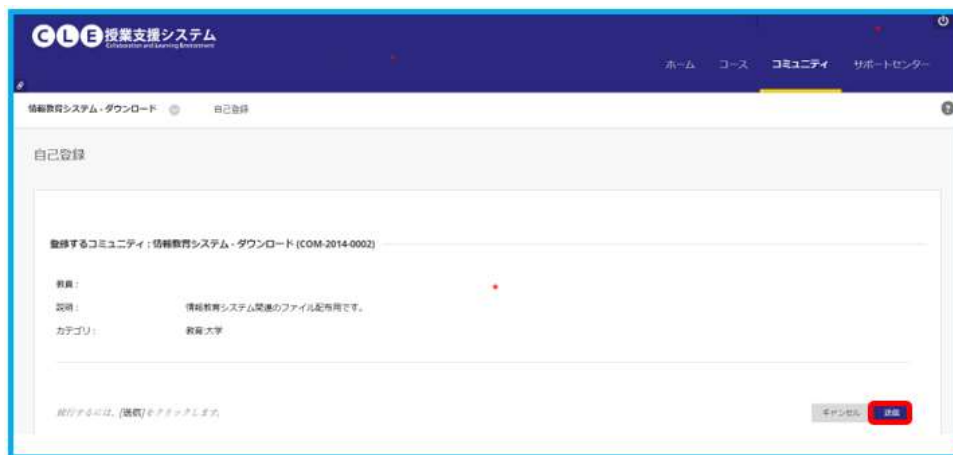 CLE 授業支援システム
Collaboration and Learning Environment
ホーム コース コミュニティ サポートセンター
情報教育システム - ダウンロード 自己登録
?
自己登録
登録するコミュニティ : 情報教育システム - ダウンロード (COM-2014-0002)
教員 :
説明 : 情報教育システム関連のファイル配布用です。
カテゴリ : 教育:大学
続行するには、[送信]をクリックします。
キャンセル 送信